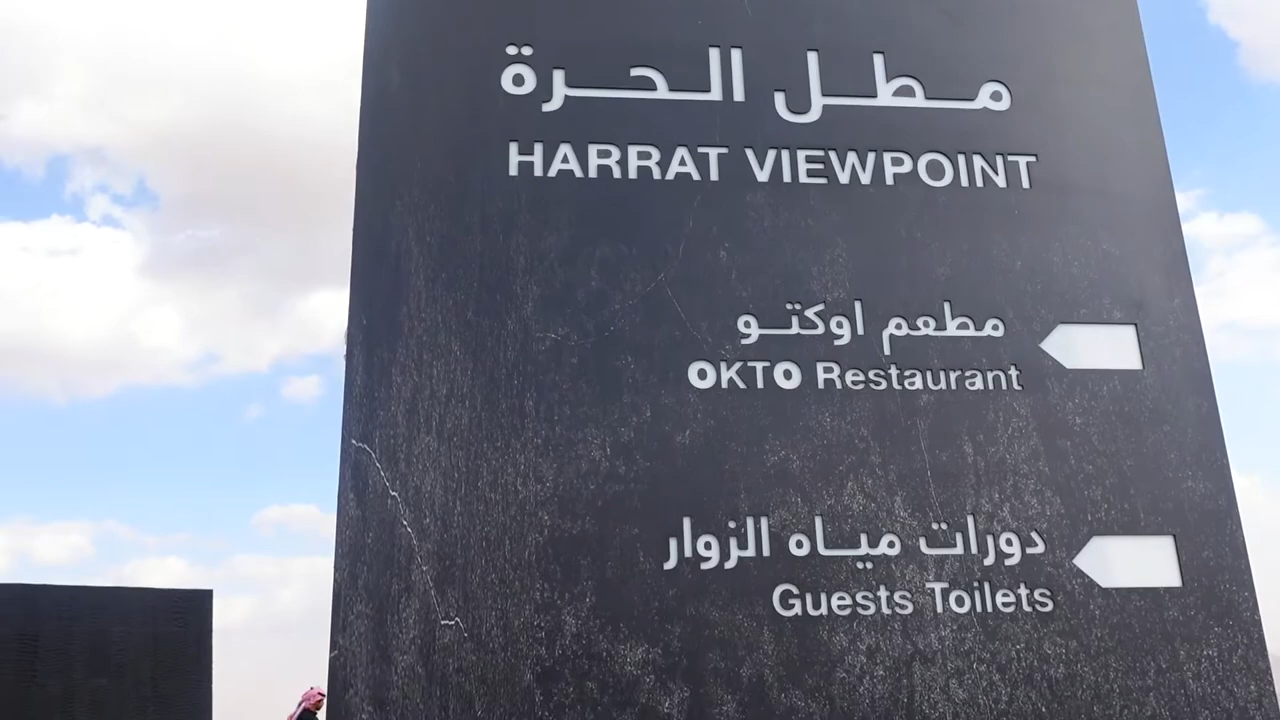 مطل الحرة
HARRAT VIEWPOINT
مطعم اوكتو
OKTO Restaurant
دورات مياه الزوار
Guests Toilets